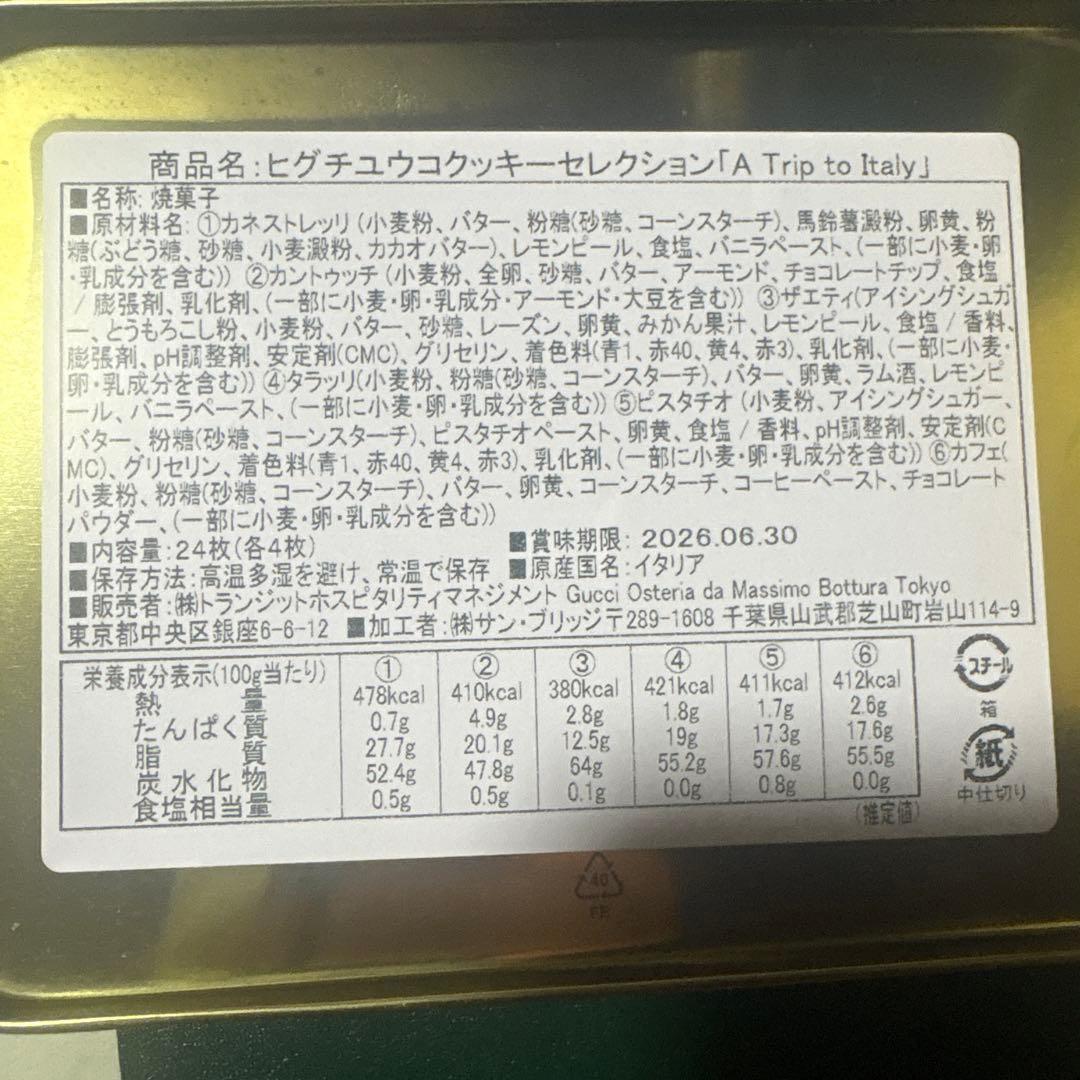 商品名:ヒグチユウコクッキーセレクション「A Trip to Italy」
■名称: 焼菓子
■原材料名: ①カネストレッリ (小麦粉、バター、粉糖(砂糖、コーンスターチ)、馬鈴薯澱粉、卵黄、粉
糖(ぶどう糖、砂糖、小麦澱粉、カカオバター)、レモンピール、食塩、バニラペースト、(一部に小麦・卵
・乳成分を含む)) ②カントゥッチ (小麦粉、全卵、砂糖、バター、アーモンド、チョコレートチップ、食塩
/ 膨張剤、乳化剤、(一部に小麦・卵・乳成分・アーモンド・大豆を含む)) ③ザエティ(アイシングシュガ
ー、とうもろこし粉、小麦粉、バター、砂糖、レーズン、卵黄、みかん果汁、レモンピール、食塩 / 香料、
膨張剤、pH調整剤、安定剤(CMC)、グリセリン、着色料(青1、赤40、黄4、赤3)、乳化剤、(一部に小麦・
卵・乳成分を含む)) ④タラッリ(小麦粉、粉糖(砂糖、コーンスターチ)、バター、卵黄、ラム酒、レモンピ
ール、バニラペースト、(一部に小麦・卵・乳成分を含む)) ⑤ピスタチオ (小麦粉、アイシングシュガー、
バター、粉糖(砂糖、コーンスターチ)、ピスタチオペースト、卵黄、食塩 / 香料、pH調整剤、安定剤(C
MC)、グリセリン、着色料(青1、赤40、黄4、赤3)、乳化剤、(一部に小麦・卵・乳成分を含む)) ⑥カフェ(
小麦粉、粉糖(砂糖、コーンスターチ)、バター、卵黄、コーンスターチ、コーヒーペースト、チョコレート
パウダー、(一部に小麦・卵・乳成分を含む))
■内容量:24枚(各4枚) ■賞味期限: 2026.06.30
■保存方法:高温多湿を避け、常温で保存 ■原産国名:イタリア
■販売者:㈱トランジットホスピタリティマネジメント Gucci Osteria da Massimo Bottura Tokyo
東京都中央区銀座6-6-12 ■加工者:㈱サン・ブリッジ〒289-1608 千葉県山武郡芝山町岩山114-9
栄養成分表示(100g当たり) ① ② ③ ④ ⑤ ⑥
熱量 478kcal 410kcal 380kcal 421kcal 411kcal 412kcal
たんぱく質 0.7g 4.9g 2.8g 1.8g 1.7g 2.6g
脂質 27.7g 20.1g 12.5g 19g 17.3g 17.6g
炭水化物 52.4g 47.8g 64g 55.2g 57.6g 55.5g
食塩相当量 0.5g 0.5g 0.1g 0.0g 0.8g 0.0g
(推定値)
スチール
箱
紙
中仕切り
40
FE